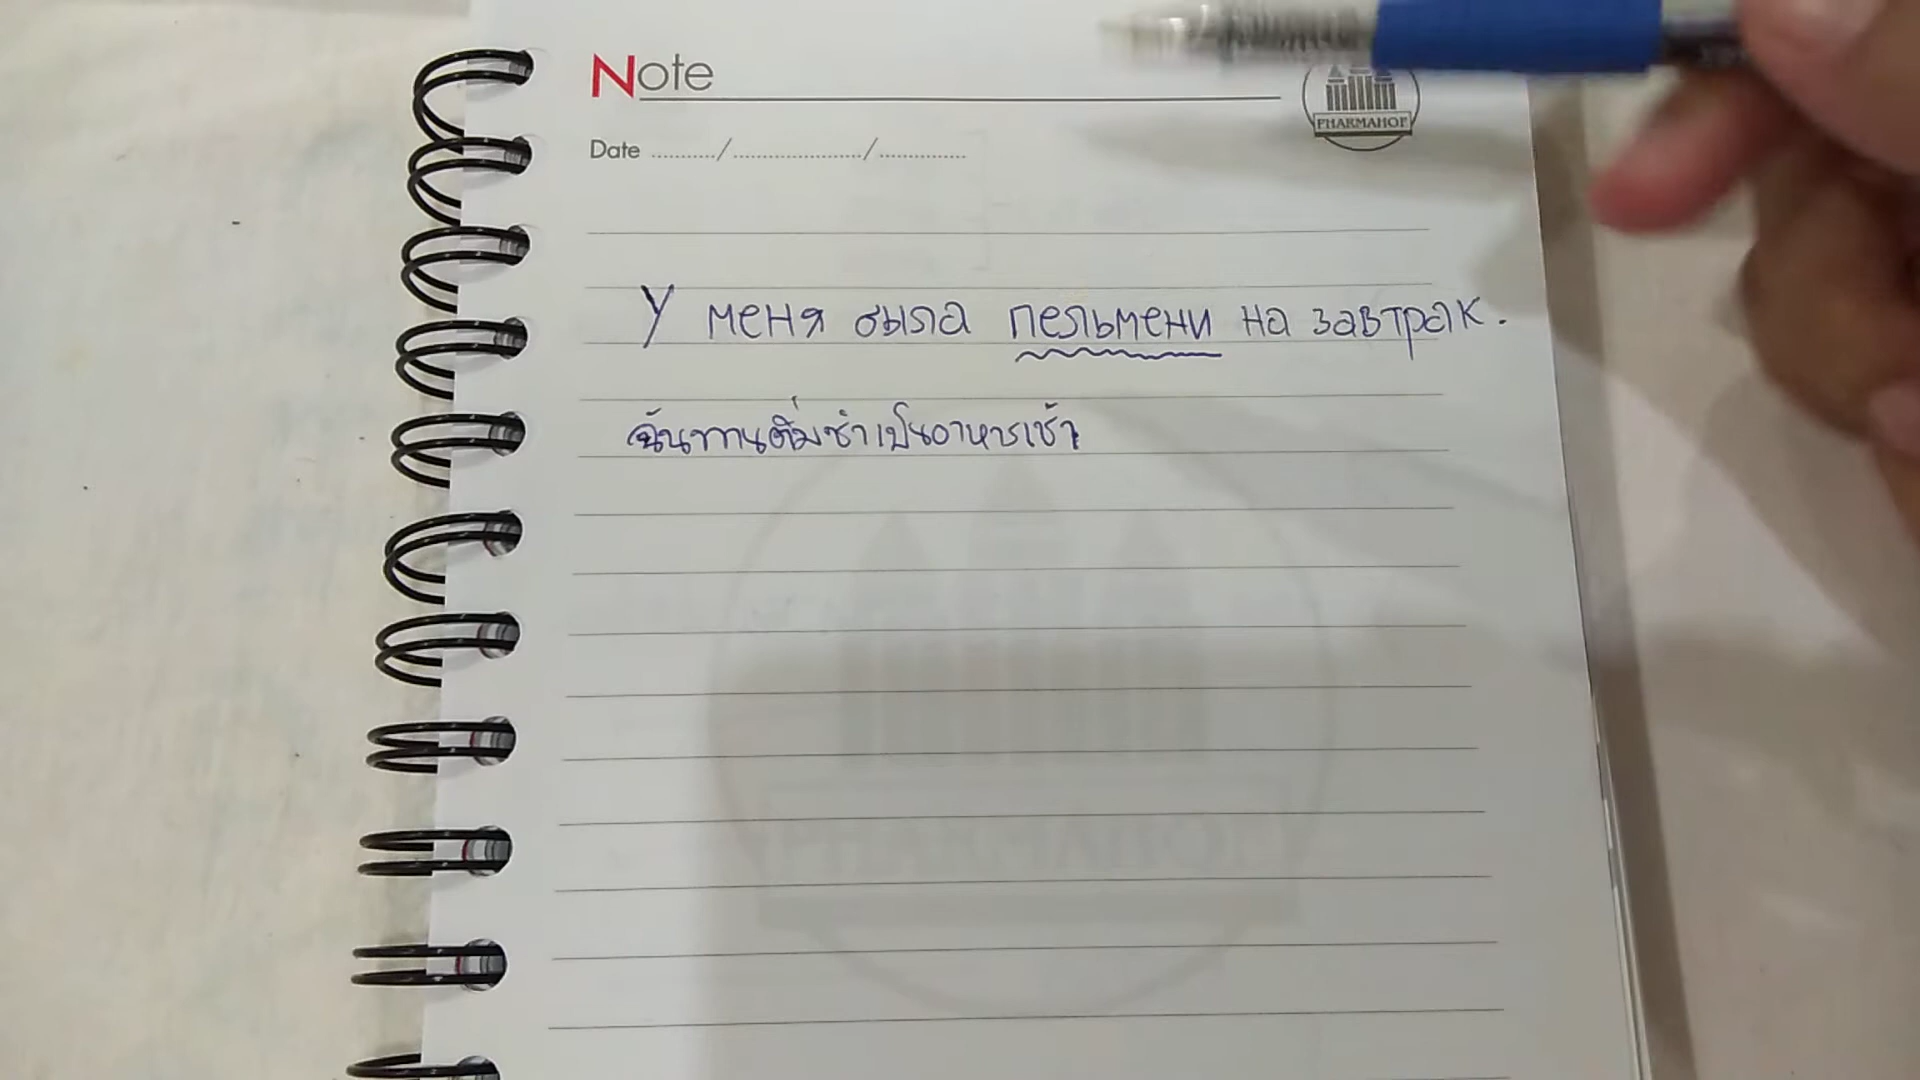 Note
PHARMAHOF
Date ........../..................../..............
У меня была пельмени на завтрак.
ฉันทานติ่มซำเป็นอาหารเช้า